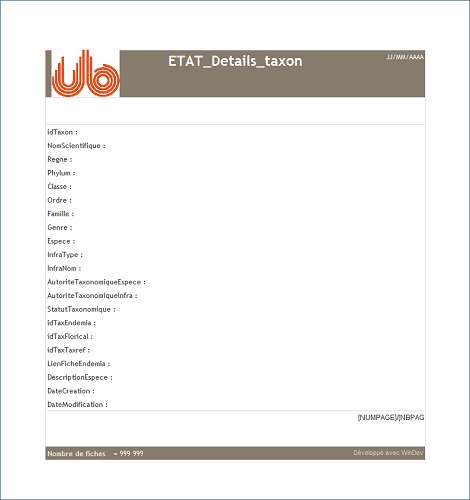 ub
ETAT_Details_taxon
JJ/MM/AAAA
idTaxon :
NomScientifique :
Regne :
Phylum :
Classe :
Ordre :
Famille :
Genre :
Espece :
InfraType :
InfraNom :
AutoriteTaxonomiqueEspece :
AutoriteTaxonomiqueInfra :
StatutTaxonomique :
idTaxEndemia :
idTaxFlorical :
idTaxTaxref :
LienFicheEndemia :
DescriptionEspece :
DateCreation :
DateModification :
[NUMPAGE]/[NBPAG
Nombre de fiches = 999 999
Développé avec WinDev